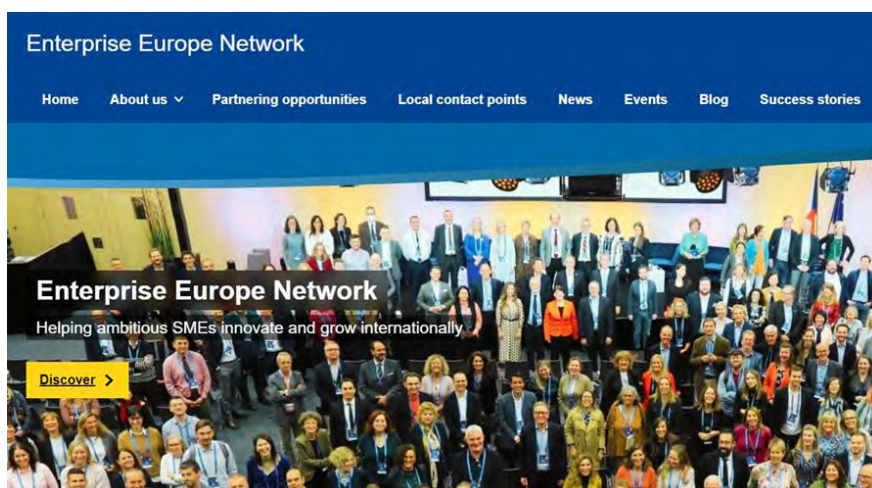 Enterprise Europe Network
Home About us Partnering opportunities Local contact points News Events Blog Success stories
Enterprise Europe Network
Helping ambitious SMEs innovate and grow internationally
Discover